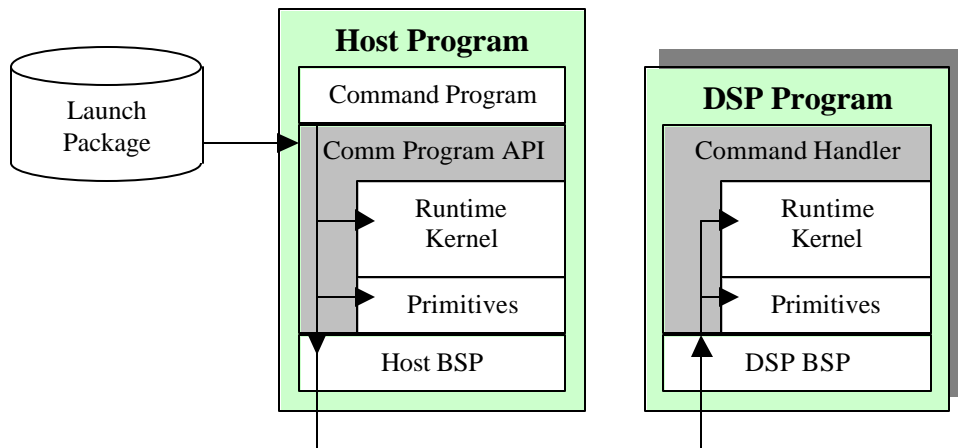 Launch
Package
Host Program
Command Program
Comm Program API
Runtime
Kernel
Primitives
Host BSP
DSP Program
Command Handler
Runtime
Kernel
Primitives
DSP BSP